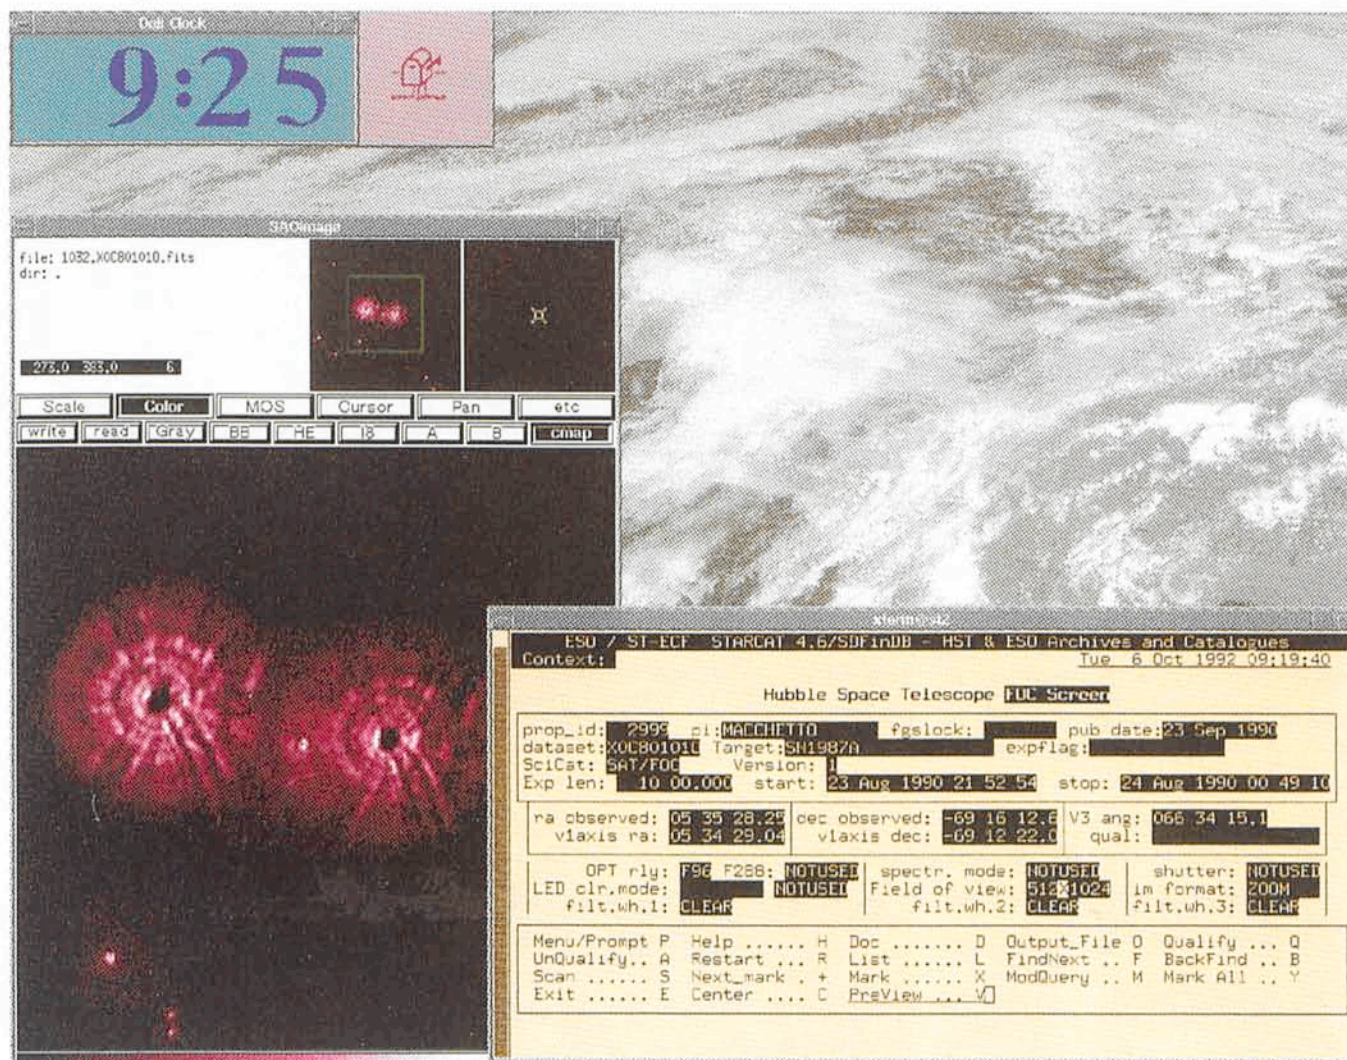 Dali Clock
9:25
SAOimage
file: 1032.X0C801010.fits
dir: .
273.0 383.0 6
Scale Color MOS Cursor Pan etc
write read Gray BB HE I8 A B cmap
xterm@st2
ESO / ST-ECF STARCAT 4.6/SDFinDB - HST & ESO Archives and Catalogues
Context: Tue 6 Oct 1992 09:19:40
Hubble Space Telescope FOC Screen
prop_id: 2999 pi: MACCHETTO fgslock: pub date: 23 Sep 1990
dataset: X0C80101C Target: SN1987A expflag:
SciCat: SAT/FOC Version: 1
Exp len: 10 00.000 start: 23 Aug 1990 21 52 54 stop: 24 Aug 1990 00 49 10
ra observed: 05 35 28.25 dec observed: -69 16 12.6 V3 ang: 066 34 15.1
v1axis ra: 05 34 29.04 v1axis dec: -69 12 22.0 qual:
OPT rly: F96 F288: NOTUSED spectr. mode: NOTUSED shutter: NOTUSED
LED clr.mode: NOTUSED Field of view: 512X1024 im format: ZOOM
filt.wh.1: CLEAR filt.wh.2: CLEAR filt.wh.3: CLEAR
Menu/Prompt P Help ...... H Doc ....... D Output_File O Qualify ... Q
UnQualify.. A Restart ... R List ...... L FindNext .. F BackFind .. B
Scan ...... S Next_mark . + Mark ...... X ModQuery .. M Mark All .. Y
Exit ...... E Center .... C PreView ... V